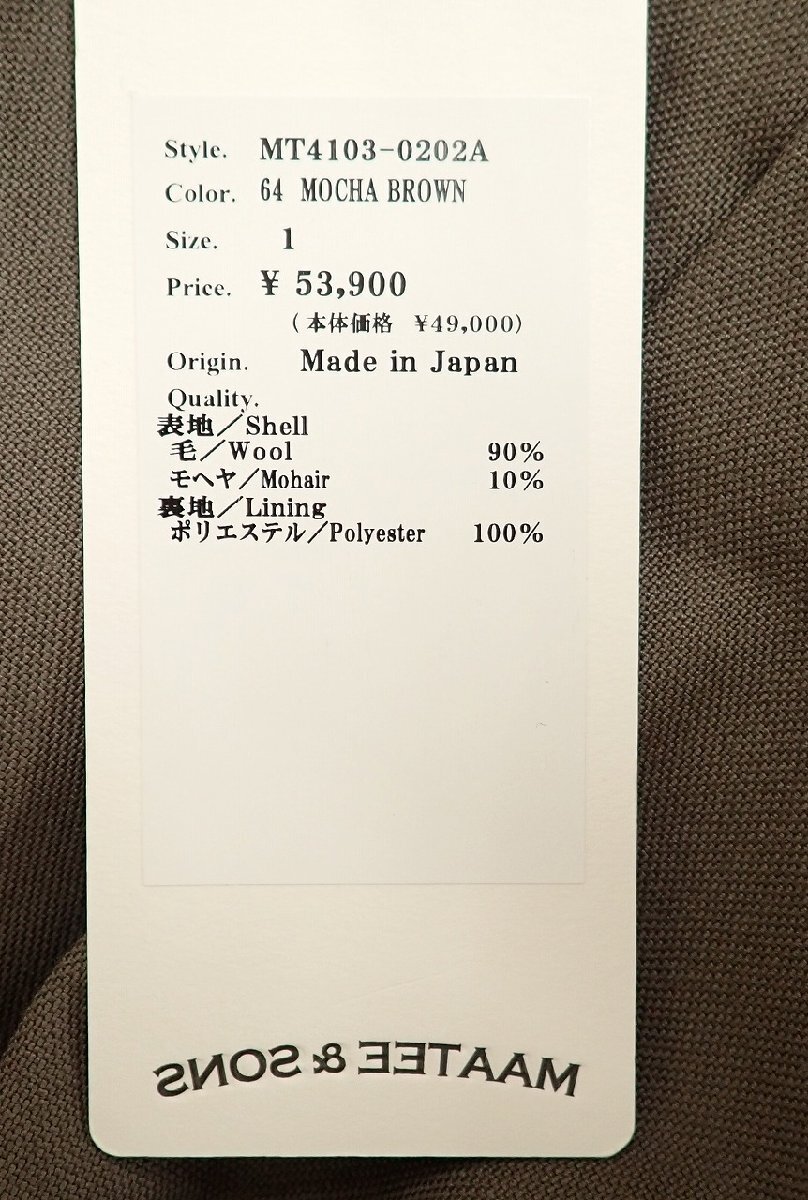 Style. MT4103-0202A
Color. 64 MOCHA BROWN
Size. 1
Price. ¥ 53,900
(本体価格 ¥49,000)
Origin. Made in Japan
Quality.
表地／Shell
毛／Wool 90%
モヘヤ／Mohair 10%
裏地／Lining
ポリエステル／Polyester 100%
MAATEE & SONS